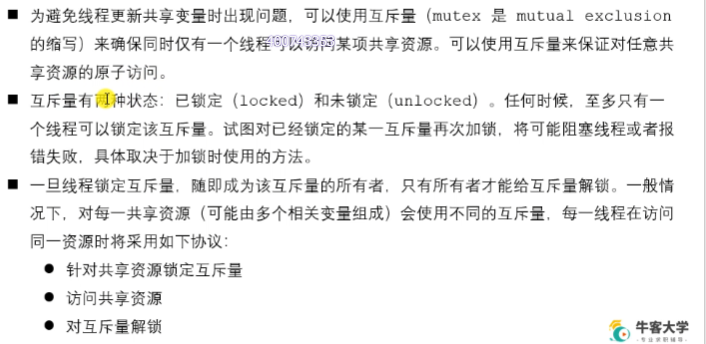 ■ 为避免线程更新共享变量时出现问题，可以使用互斥量（mutex 是 mutual exclusion
的缩写）来确保同时仅有一个线程可以访问某项共享资源。可以使用互斥量来保证对任意共
享资源的原子访问。
■ 互斥量有两种状态：已锁定（locked）和未锁定（unlocked）。任何时候，至多只有一
个线程可以锁定该互斥量。试图对已经锁定的某一互斥量再次加锁，将可能阻塞线程或者报
错失败，具体取决于加锁时使用的方法。
■ 一旦线程锁定互斥量，随即成为该互斥量的所有者，只有所有者才能给互斥量解锁。一般情
况下，对每一共享资源（可能由多个相关变量组成）会使用不同的互斥量，每一线程在访问
同一资源时将采用如下协议：
● 针对共享资源锁定互斥量
● 访问共享资源
● 对互斥量解锁
牛客大学